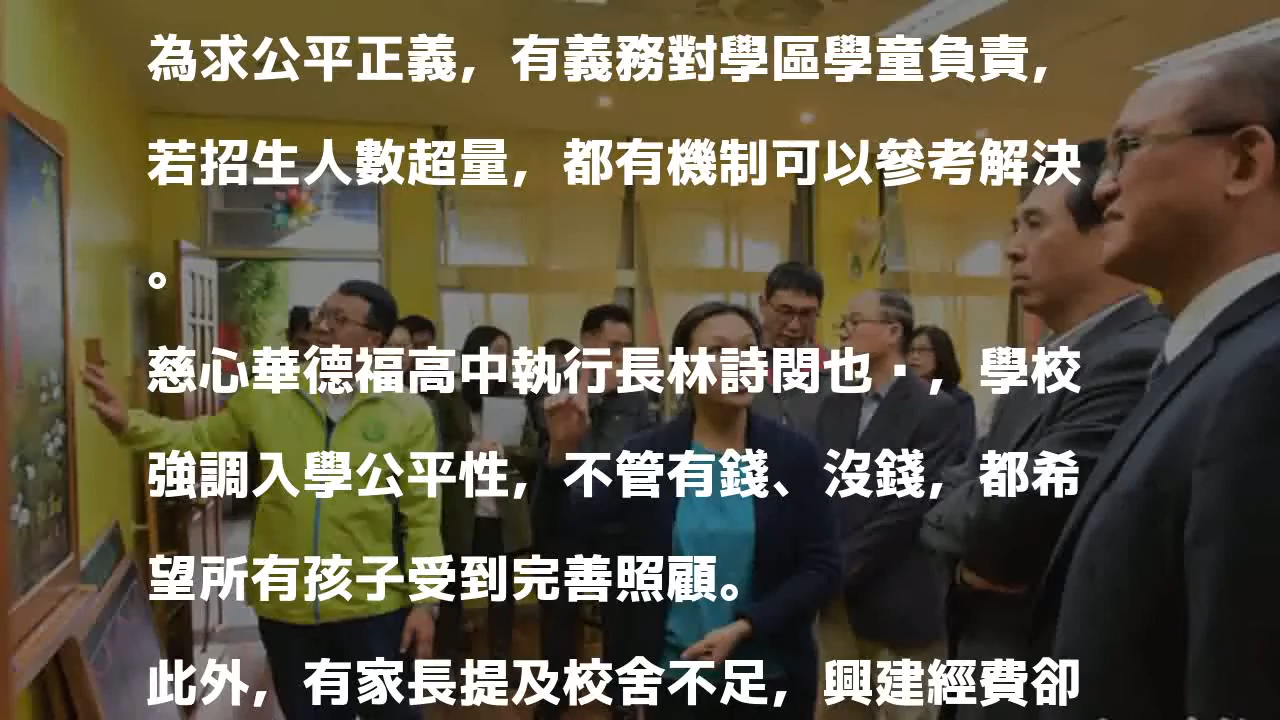 為求公平正義，有義務對學區學童負責，
若招生人數超量，都有機制可以參考解決
。
慈心華德福高中執行長林詩閔也▪，學校
強調入學公平性，不管有錢、沒錢，都希
望所有孩子受到完善照顧。
此外，有家長提及校舍不足，興建經費卻